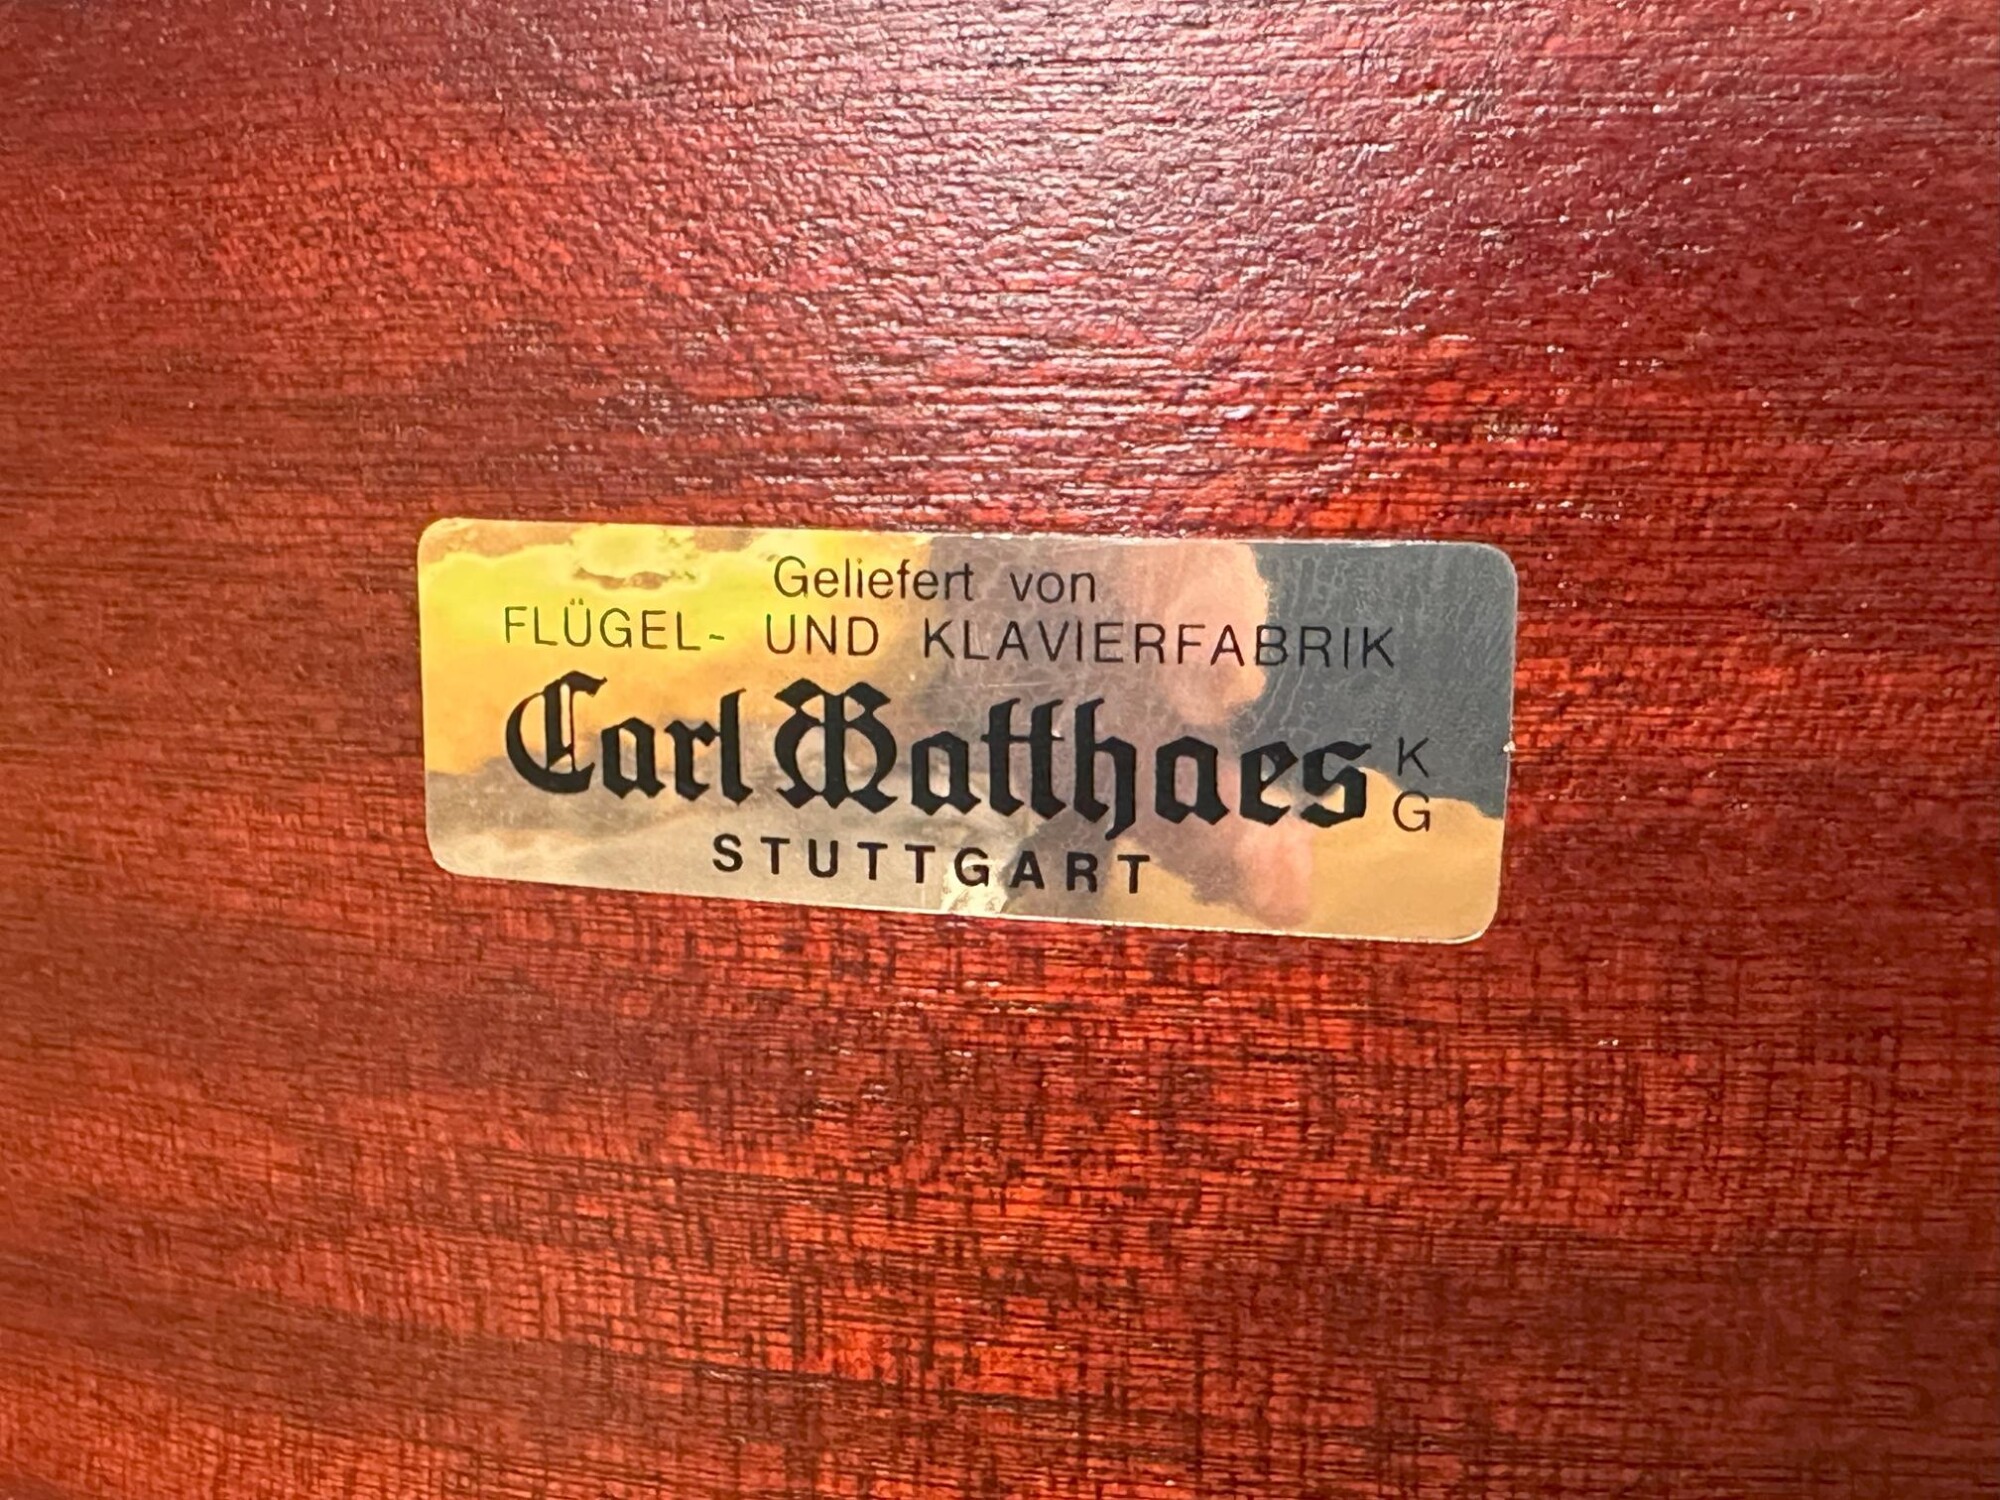 Geliefert von
FLÜGEL- UND KLAVIERFABRIK
Carl Matthaes KG
STUTTGART